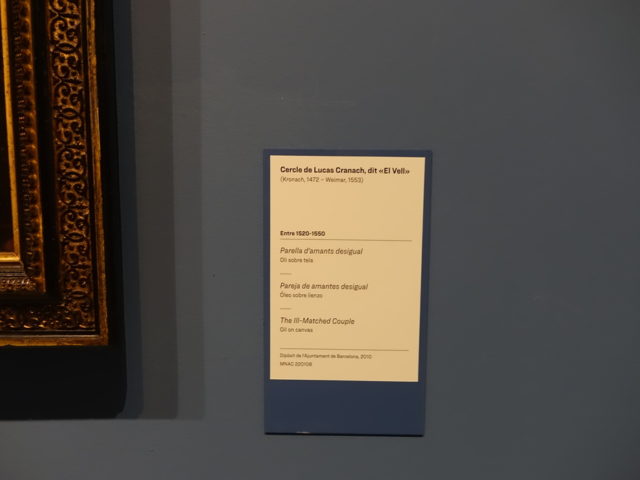 Cercle de Lucas Cranach, dit «El Vell»
(Kronach, 1472 – Weimar, 1553)
Entre 1520-1550
Parella d'amants desigual
Oli sobre tela
Pareja de amantes desigual
Óleo sobre lienzo
The Ill-Matched Couple
Oil on canvas
Dipòsit de l'Ajuntament de Barcelona, 2010
MNAC 220108